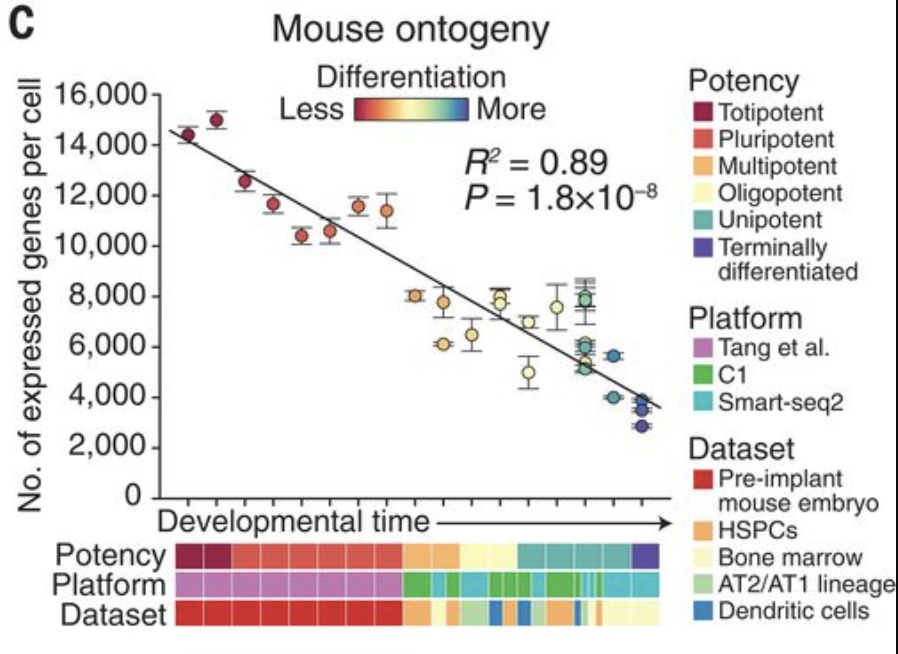 C
Mouse ontogeny
Differentiation
Less More
R² = 0.89
P = 1.8×10⁻⁸
No. of expressed genes per cell
16,000
14,000
12,000
10,000
8,000
6,000
4,000
2,000
0
Developmental time
Potency
Platform
Dataset
Potency
Totipotent
Pluripotent
Multipotent
Oligopotent
Unipotent
Terminally
differentiated
Platform
Tang et al.
C1
Smart-seq2
Dataset
Pre-implant
mouse embryo
HSPCs
Bone marrow
AT2/AT1 lineage
Dendritic cells